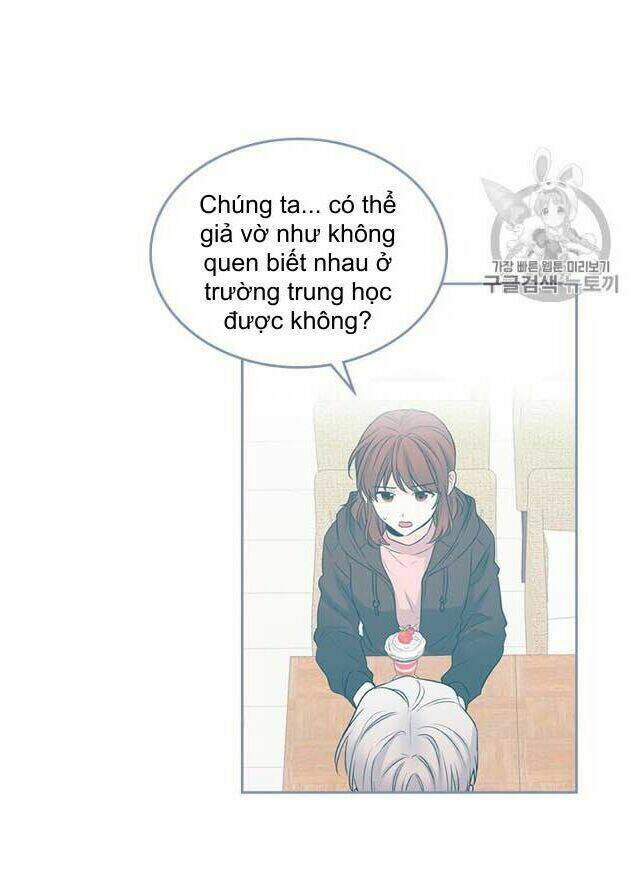 Chúng ta... có thể
giả vờ như không
quen biết nhau ở
trường trung học
được không?
가장 빠른 웹툰 미리보기
구글검색 뉴토끼